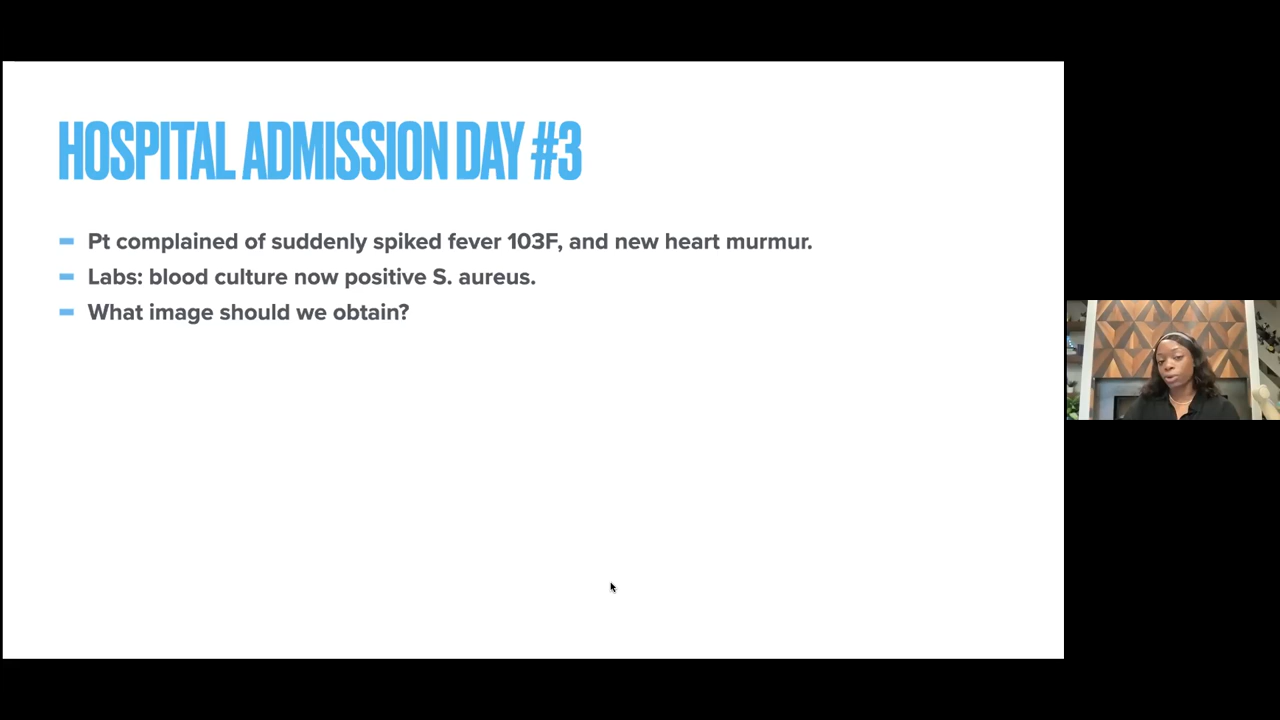 HOSPITAL ADMISSION DAY #3
Pt complained of suddenly spiked fever 103F, and new heart murmur.
Labs: blood culture now positive S. aureus.
What image should we obtain?